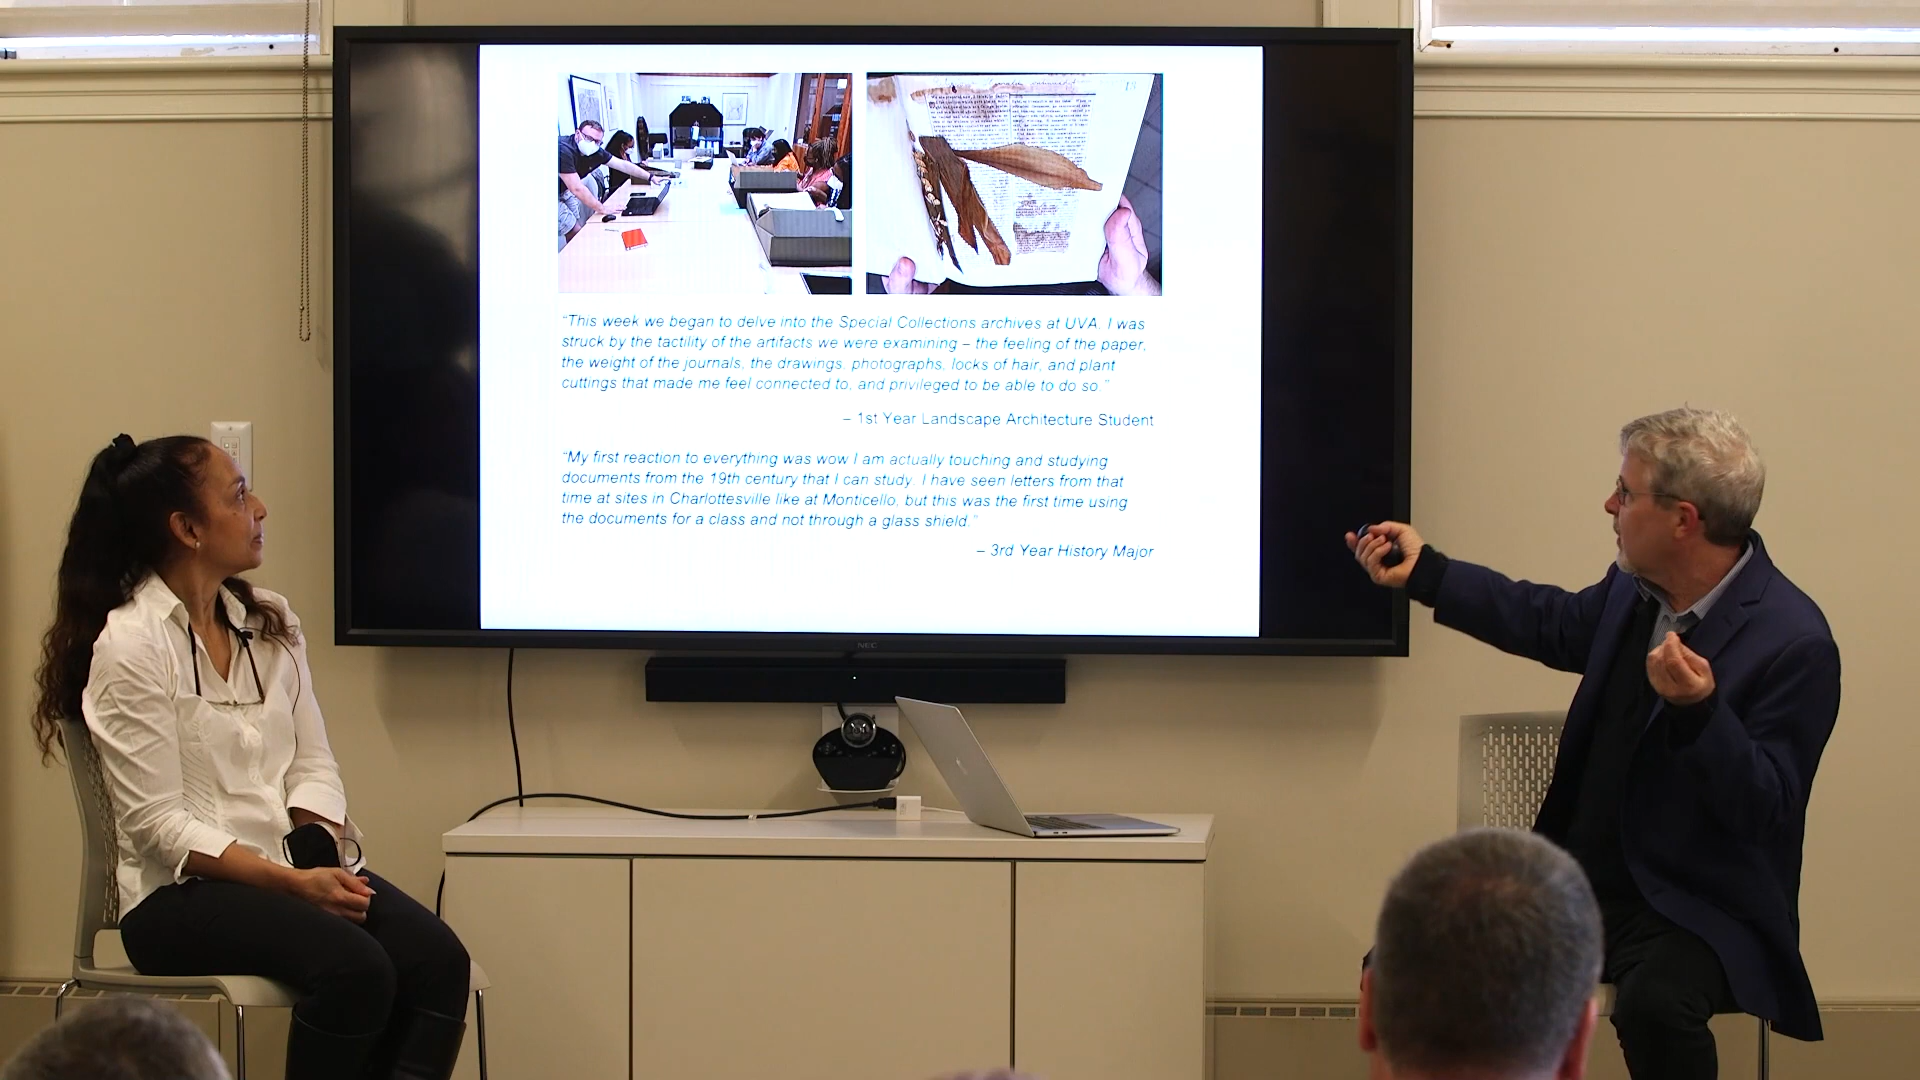 “This week we began to delve into the Special Collections archives at UVA. I was
struck by the tactility of the artifacts we were examining – the feeling of the paper,
the weight of the journals, the drawings, photographs, locks of hair, and plant
cuttings that made me feel connected to, and privileged to be able to do so.”
– 1st Year Landscape Architecture Student
“My first reaction to everything was wow I am actually touching and studying
documents from the 19th century that I can study. I have seen letters from that
time at sites in Charlottesville like at Monticello, but this was the first time using
the documents for a class and not through a glass shield.”
– 3rd Year History Major
NEC